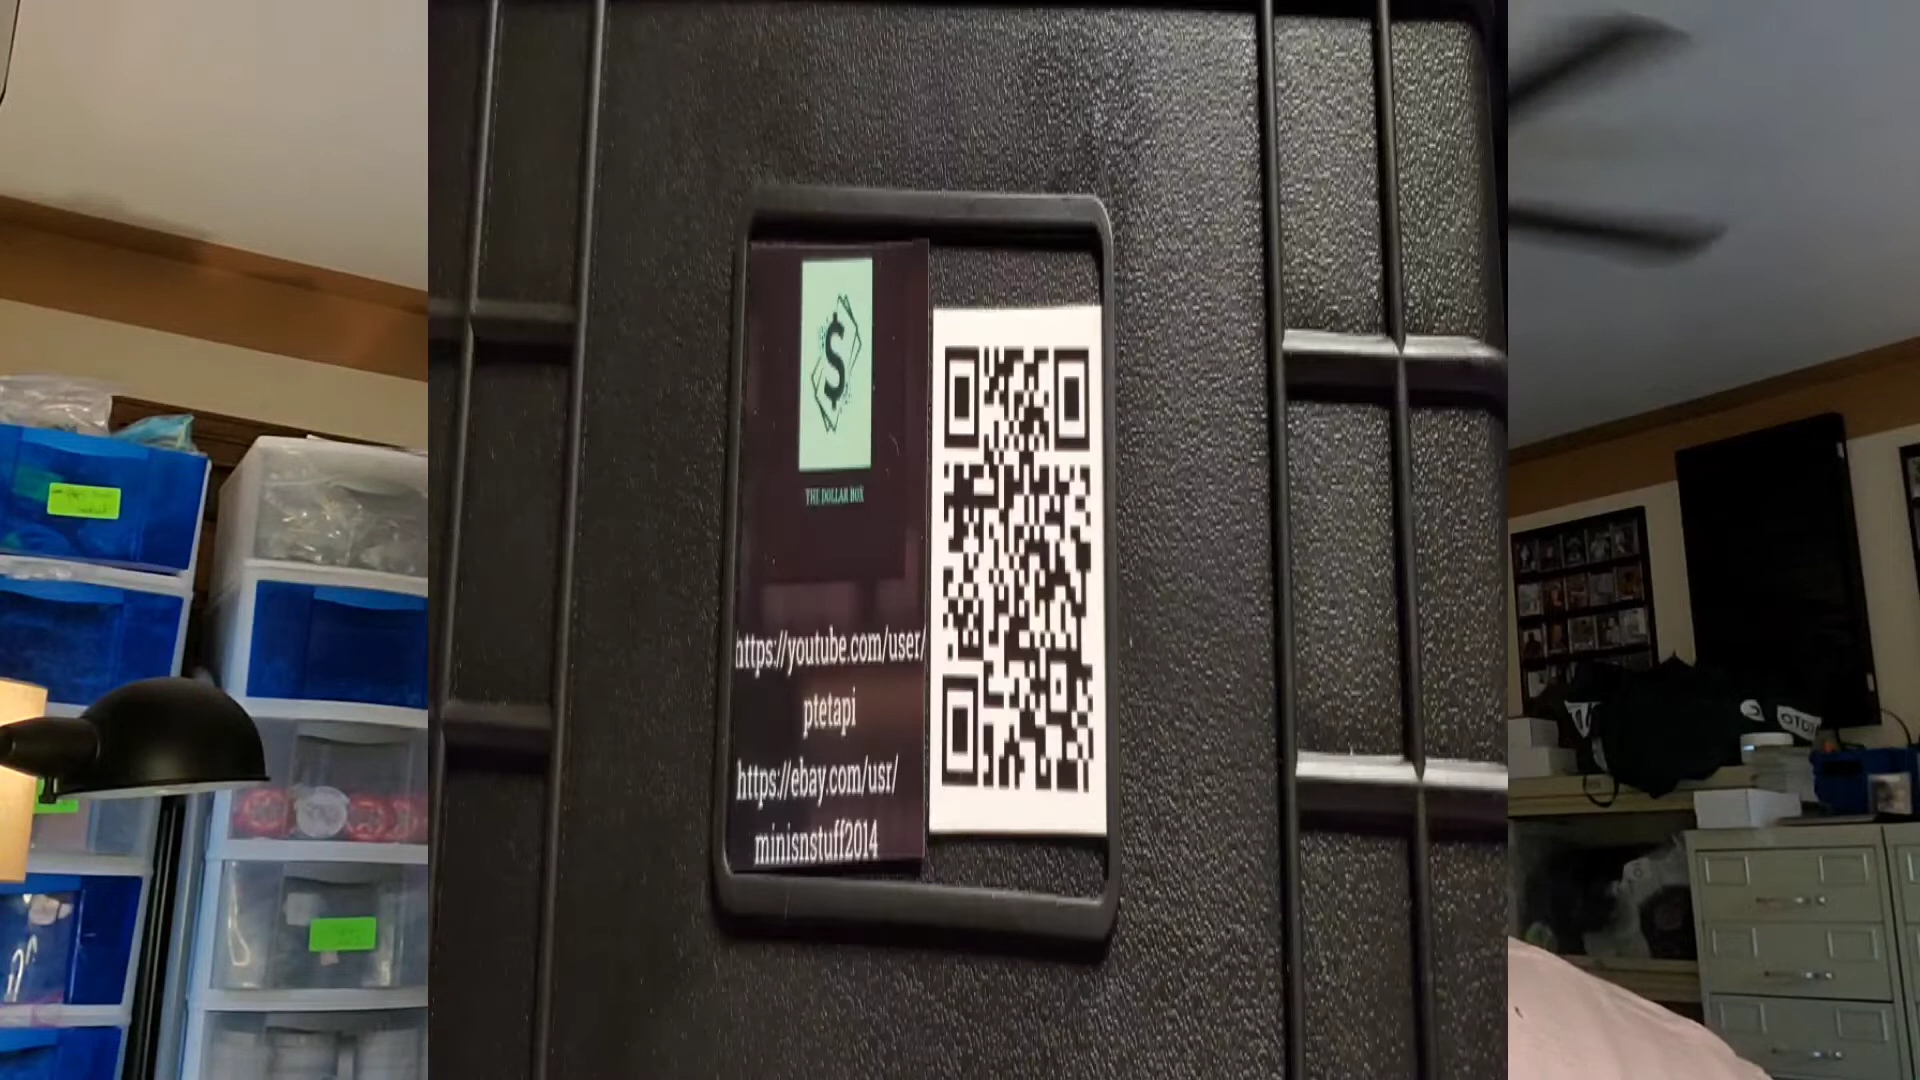 $
THE DOLLAR BOX
https://youtube.com/user/
ptetapi
https://ebay.com/usr/
minisnstuff2014